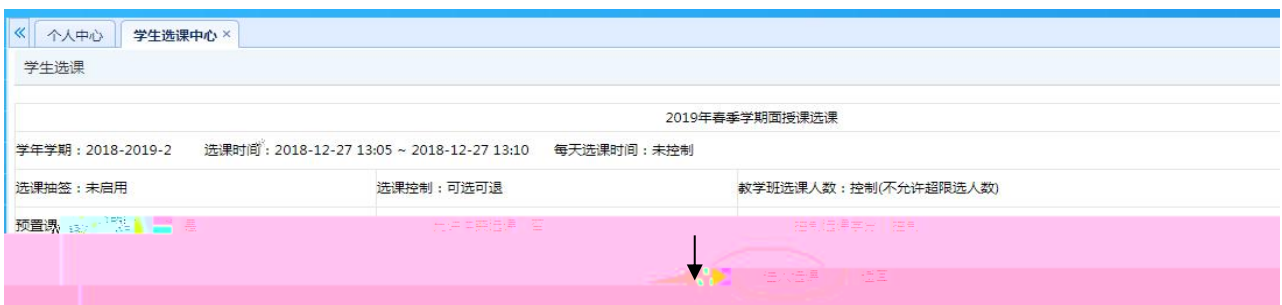 个人中心 学生选课中心 ×
学生选课
2019年春季学期面授课选课
学年学期：2018-2019-2 选课时间：2018-12-27 13:05 ~ 2018-12-27 13:10 每天选课时间：未控制
选课抽签：未启用 选课控制：可选可退 教学班选课人数：控制(不允许超限选人数)
预置课